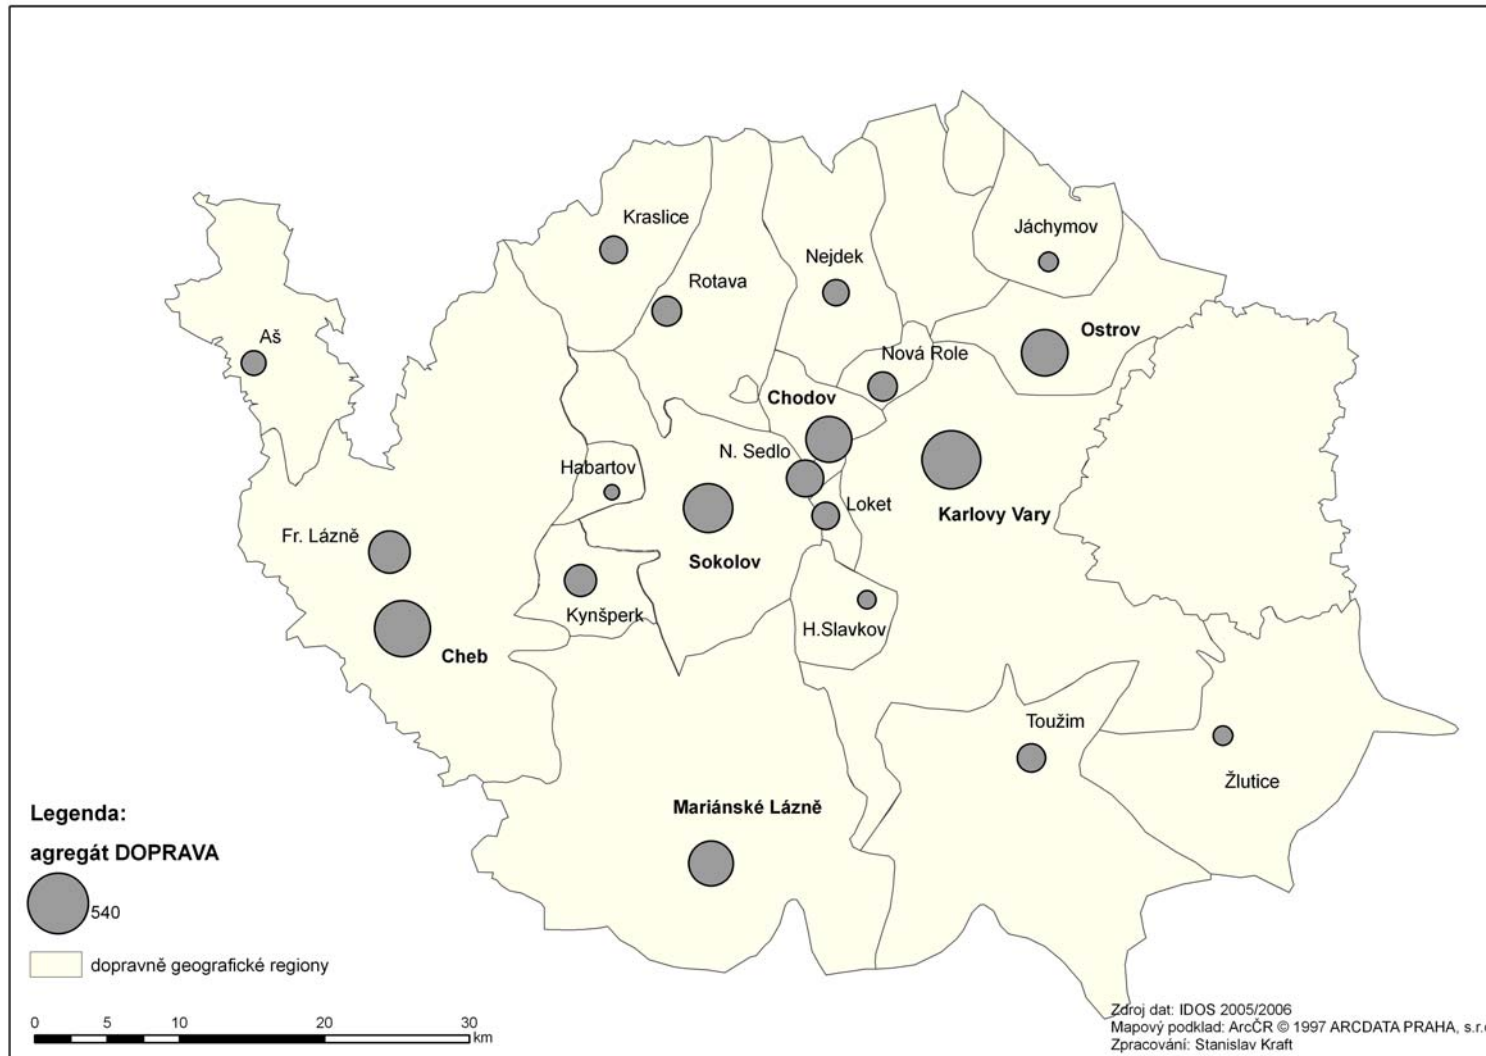 Kraslice
Jáchymov
Nejdek
Rotava
Aš
Ostrov
Nová Role
Chodov
N. Sedlo
Habartov
Loket
Karlovy Vary
Fr. Lázně
Sokolov
Kynšperk
H.Slavkov
Cheb
Toužim
Žlutice
Mariánské Lázně
Legenda:
agregát DOPRAVA
540
dopravně geografické regiony
0 5 10 20 30
km
Zdroj dat: IDOS 2005/2006
Mapový podklad: ArcČR © 1997 ARCDATA PRAHA, s.r.
Zpracování: Stanislav Kraft